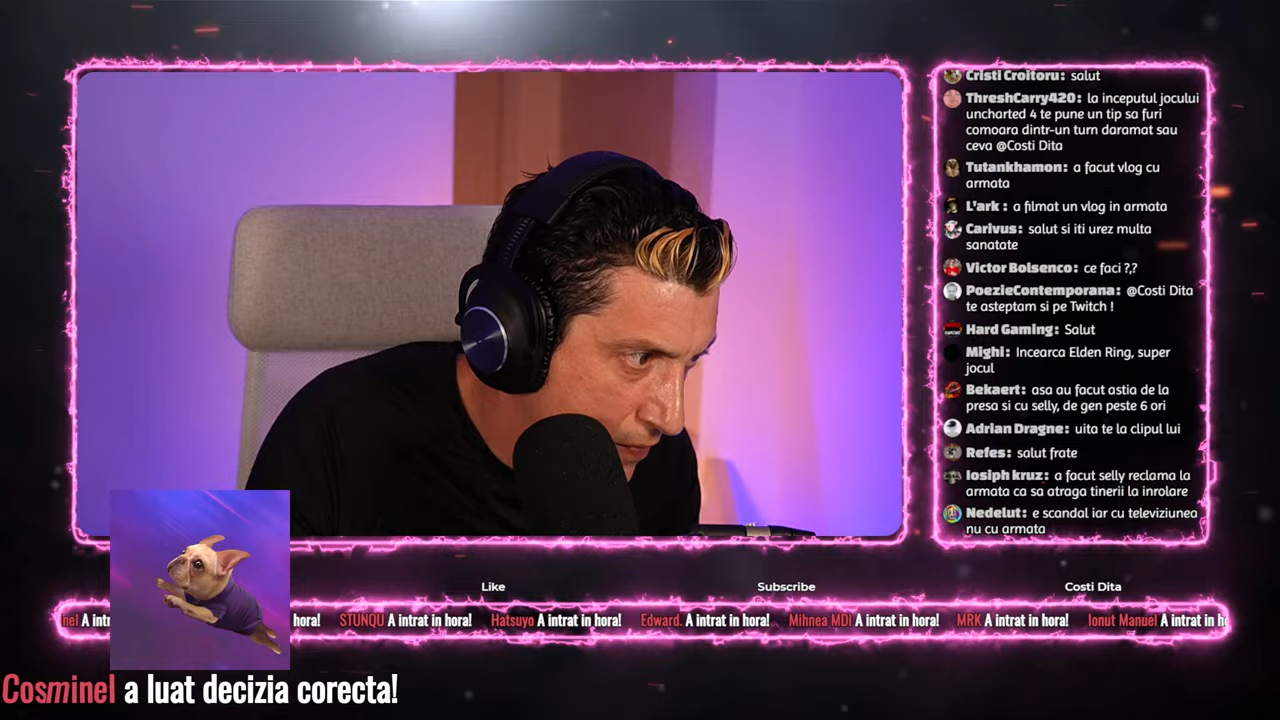 Cristi Croitoru: salut
ThreshCarry420: la inceputul jocului
uncharted 4 te pune un tip sa furi
comoara dintr-un turn daramat sau
ceva @Costi Dita
Tutankhamon: a facut vlog cu
armata
L'ark : a filmat un vlog in armata
Carivus: salut si iti urez multa
sanatate
Victor Bolsenco: ce faci ?,?
PoezieContemporana: @Costi Dita
te asteptam si pe Twitch !
Hard Gaming: Salut
Mighi: Incearca Elden Ring, super
jocul
Bekaert: asa au facut astia de la
presa si cu selly, de gen peste 6 ori
Adrian Dragne: uita te la clipul lui
Refes: salut frate
Iosiph kruz: a facut selly reclama la
armata ca sa atraga tinerii la inrolare
Nedelut: e scandal iar cu televiziunea
nu cu armata
Like Subscribe Costi Dita
nel A intr hora! STUNQU A intrat in hora! Hatsuyo A intrat in hora! Edward. A intrat in hora! Mihnea MDI A intrat in hora! MRK A intrat in hora! Ionut Manuel A intrat in h
Cosminel a luat decizia corecta!